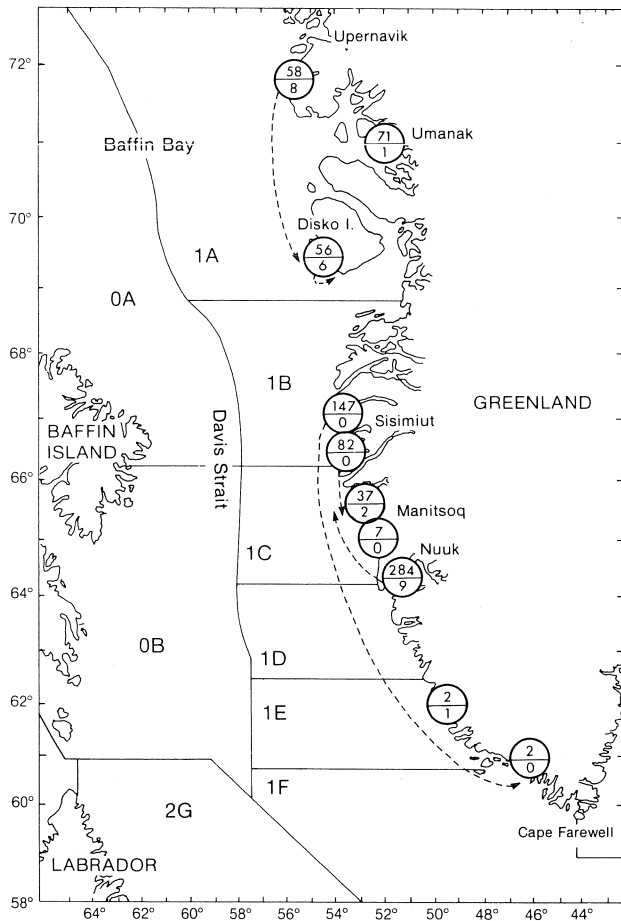 Upernavik
72°
58
8
71
1
Umanak
Baffin Bay
70°
Disko I.
56
6
1A
0A
68°
1B
147
0
Sisimiut
GREENLAND
BAFFIN
ISLAND
Davis Strait
82
0
66°
37
2
Manitsoq
7
0
Nuuk
1C
284
9
64°
0B
1D
62°
1E
2
1
2
0
1F
60°
2G
Cape Farewell
LABRADOR
58°
64° 62° 60° 58° 56° 54° 52° 50° 48° 46° 44°